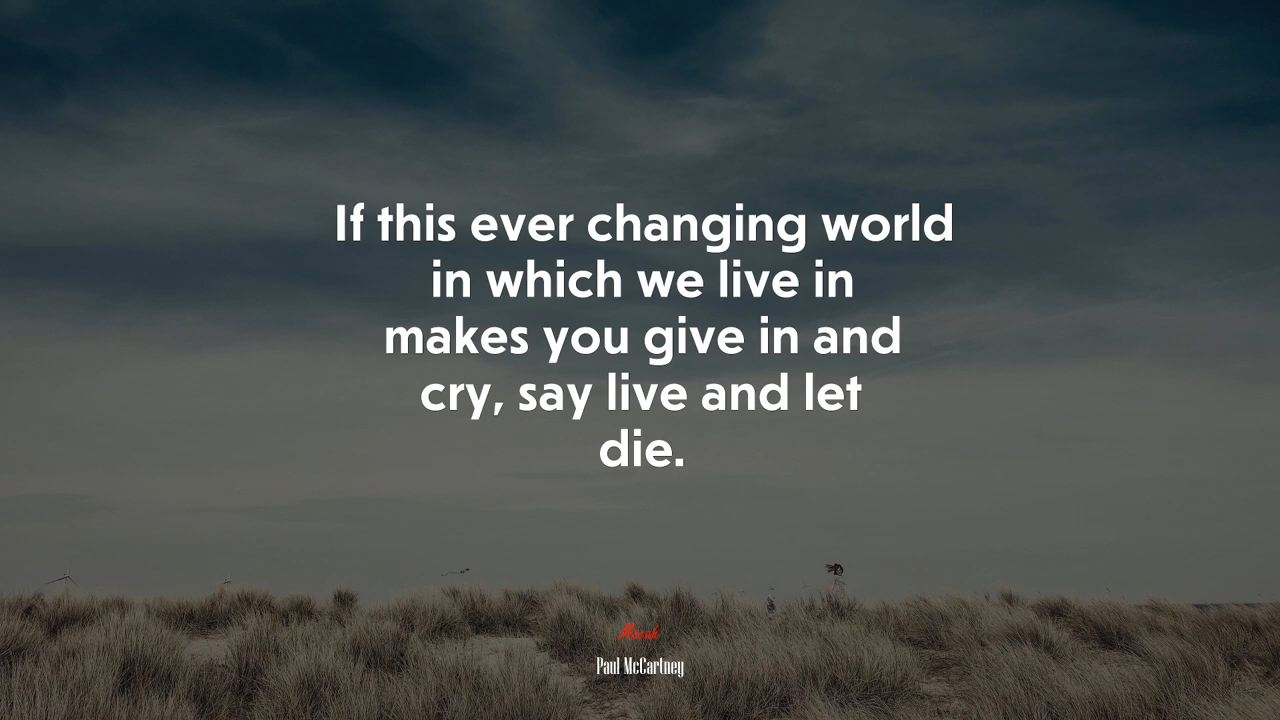 If this ever changing world
in which we live in
makes you give in and
cry, say live and let
die.
Paul McCartney